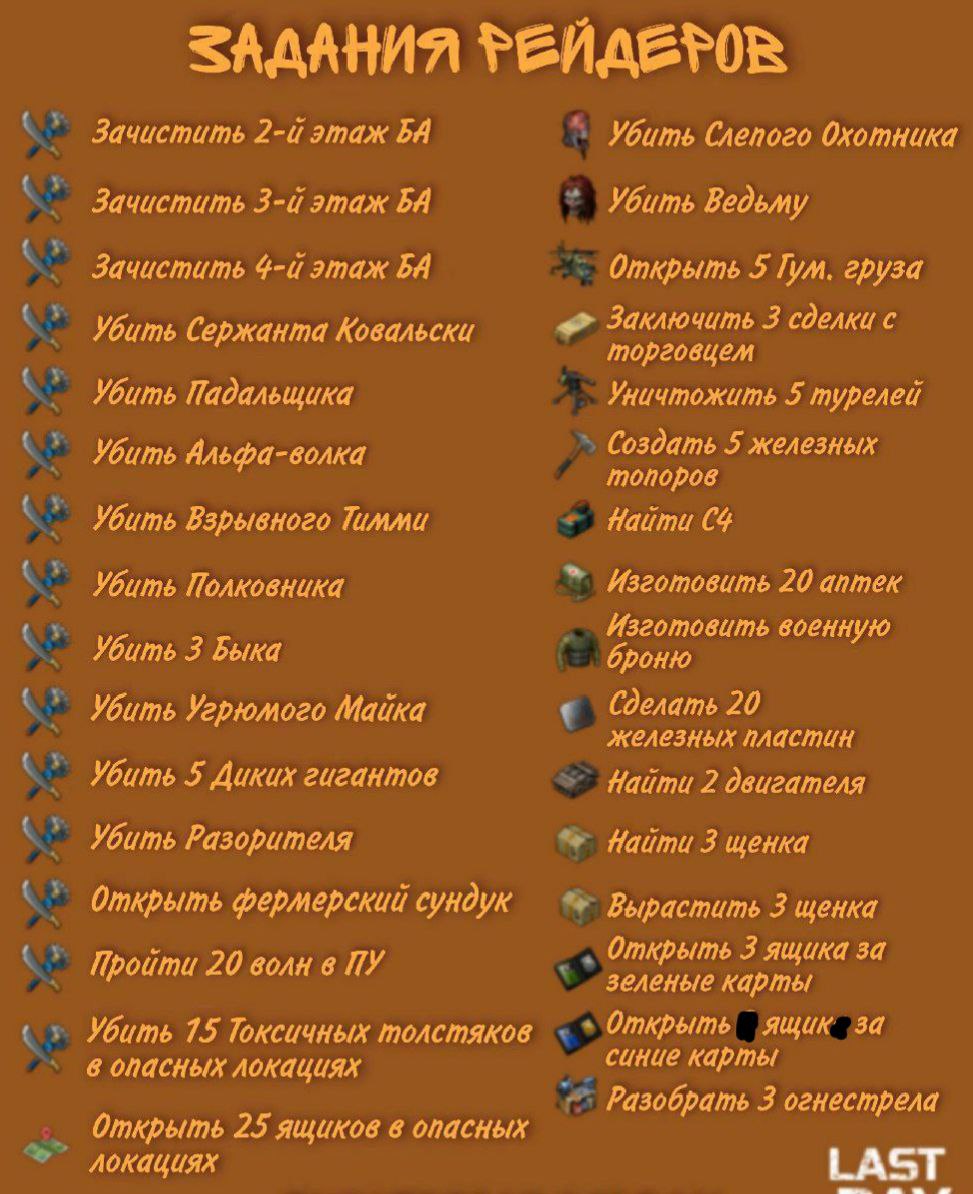 ЗАДАНИЯ РЕЙДЕРОВ
Зачистить 2-й этаж БА
Зачистить 3-й этаж БА
Зачистить 4-й этаж БА
Убить Сержанта Ковальски
Убить Падальщика
Убить Альфа-волка
Убить Взрывного Тимми
Убить Полковника
Убить 3 Быка
Убить Угрюмого Майка
Убить 5 Диких гигантов
Убить Разорителя
Открыть фермерский сундук
Пройти 20 волн в ПУ
Убить 15 Токсичных толстяков
в опасных локациях
Открыть 25 ящиков в опасных
локациях
Убить Слепого Охотника
Убить Ведьму
Открыть 5 Гум. груза
Заключить 3 сделки с
торговцем
Уничтожить 5 турелей
Создать 5 железных
топоров
Найти C4
Изготовить 20 аптек
Изготовить военную
броню
Сделать 20
железных пластин
Найти 2 двигателя
Найти 3 щенка
Вырастить 3 щенка
Открыть 3 ящика за
зеленые карты
Открыть ящик за
синие карты
Разобрать 3 огнестрела
LAST
DAY